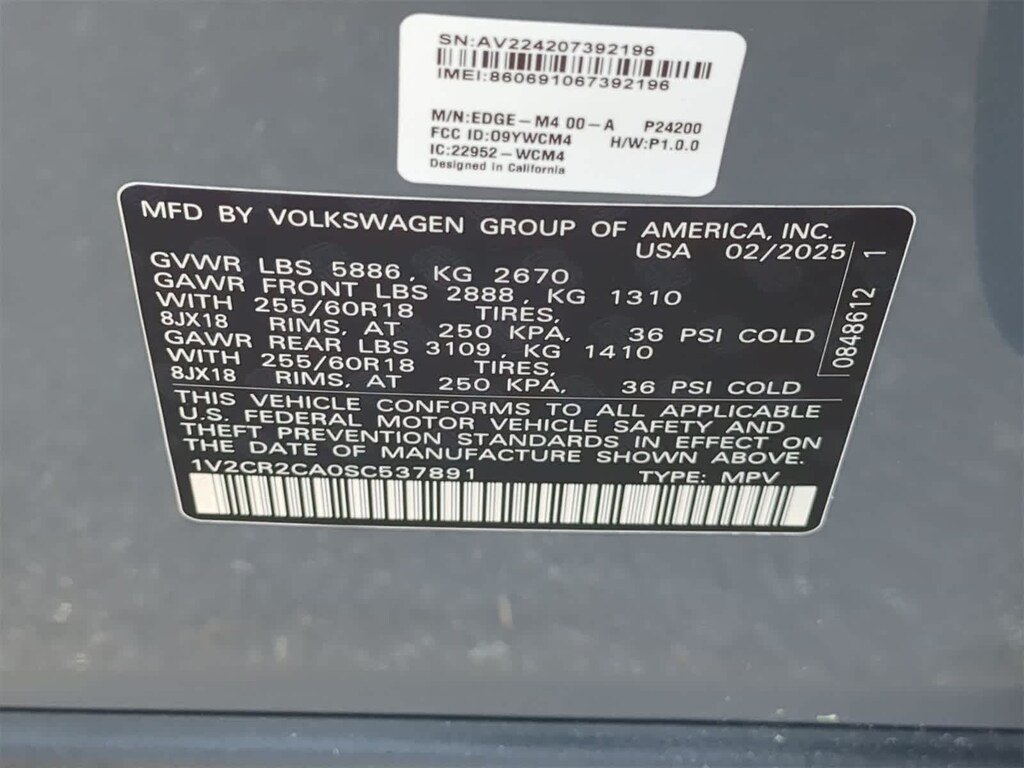 SN:AV224207392196
IMEI:860691067392196
M/N:EDGE-M4 00-A P24200
FCC ID:O9YWCM4 H/W:P1.0.0
IC:22952-WCM4
Designed in California
MFD BY VOLKSWAGEN GROUP OF AMERICA, INC.
USA 02/2025
GVWR LBS 5886, KG 2670
GAWR FRONT LBS 2888, KG 1310
WITH 255/60R18 TIRES,
8JX18 RIMS, AT 250 KPA, 36 PSI COLD
GAWR REAR LBS 3109, KG 1410
WITH 255/60R18 TIRES,
8JX18 RIMS, AT 250 KPA, 36 PSI COLD
THIS VEHICLE CONFORMS TO ALL APPLICABLE
U.S. FEDERAL MOTOR VEHICLE SAFETY AND
THEFT PREVENTION STANDARDS IN EFFECT ON
THE DATE OF MANUFACTURE SHOWN ABOVE.
1V2CR2CA0SC537891 TYPE: MPV
0848612 1